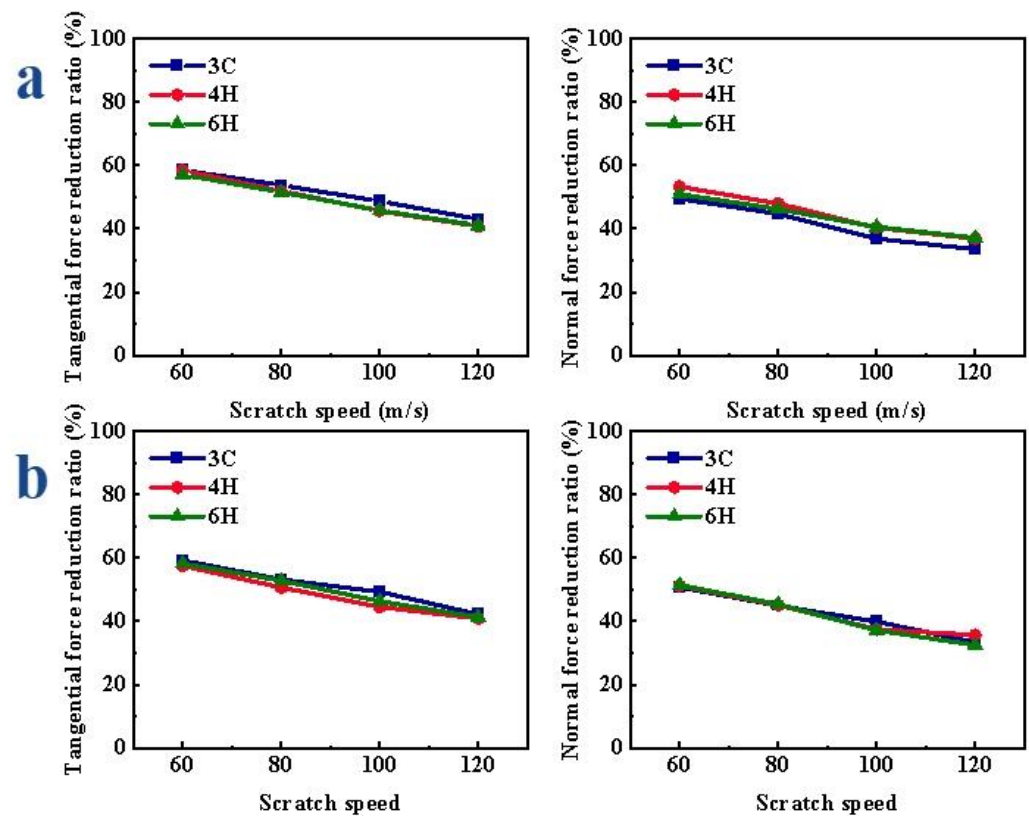 a
Tangential force reduction ratio (%)
100
80
60
40
20
0
3C
4H
6H
60 80 100 120
Scratch speed (m/s)
Normal force reduction ratio (%)
100
80
60
40
20
0
3C
4H
6H
60 80 100 120
Scratch speed (m/s)
b
Tangential force reduction ratio (%)
100
80
60
40
20
0
3C
4H
6H
60 80 100 120
Scratch speed
Normal force reduction ratio (%)
100
80
60
40
20
0
3C
4H
6H
60 80 100 120
Scratch speed